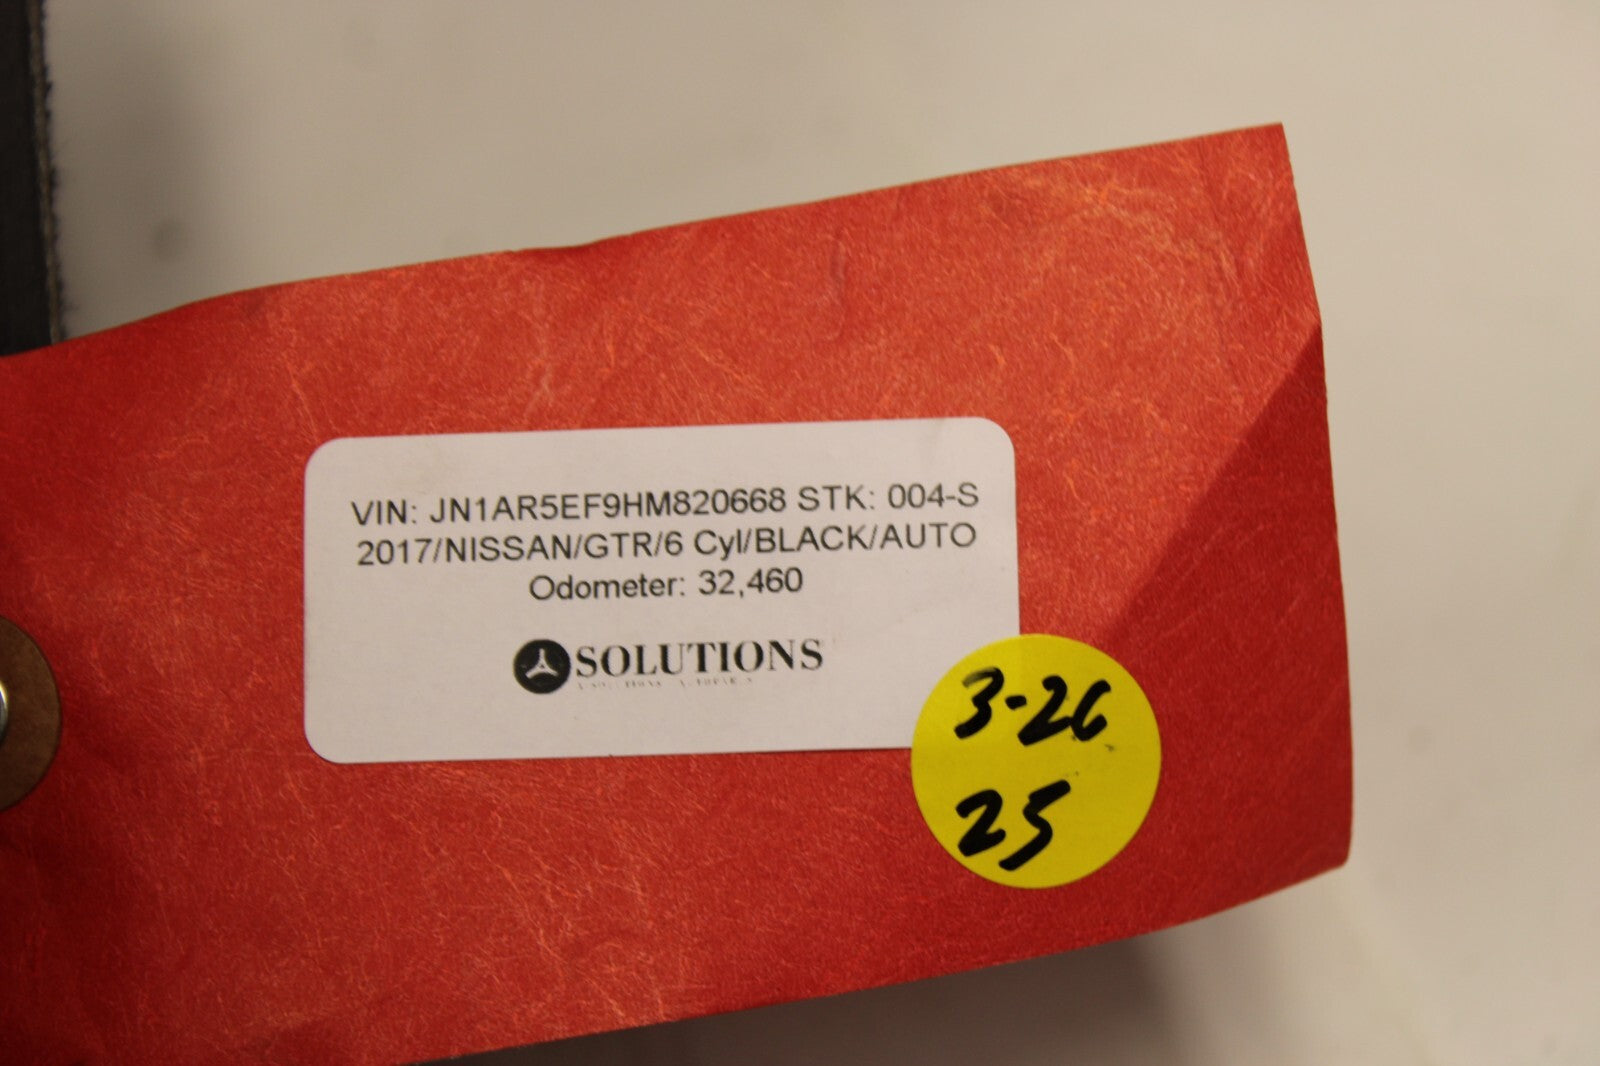 VIN: JN1AR5EF9HM820668 STK: 004-S
2017/NISSAN/GTR/6 Cyl/BLACK/AUTO
Odometer: 32,460
SOLUTIONS
3-26
25